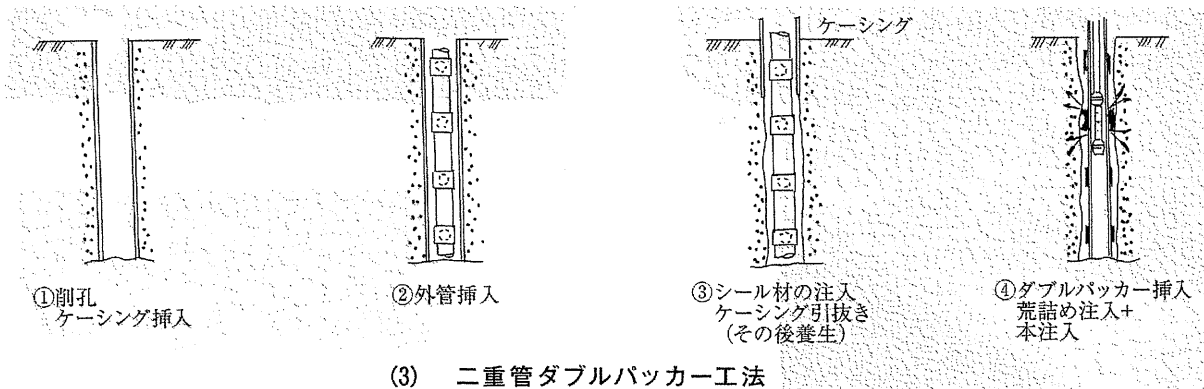 ケーシング
①削孔
ケーシング挿入
②外管挿入
③シール材の注入
ケーシング引抜き
(その後養生)
④ダブルパッカー挿入
荒詰め注入+
本注入
(3) 二重管ダブルパッカー工法